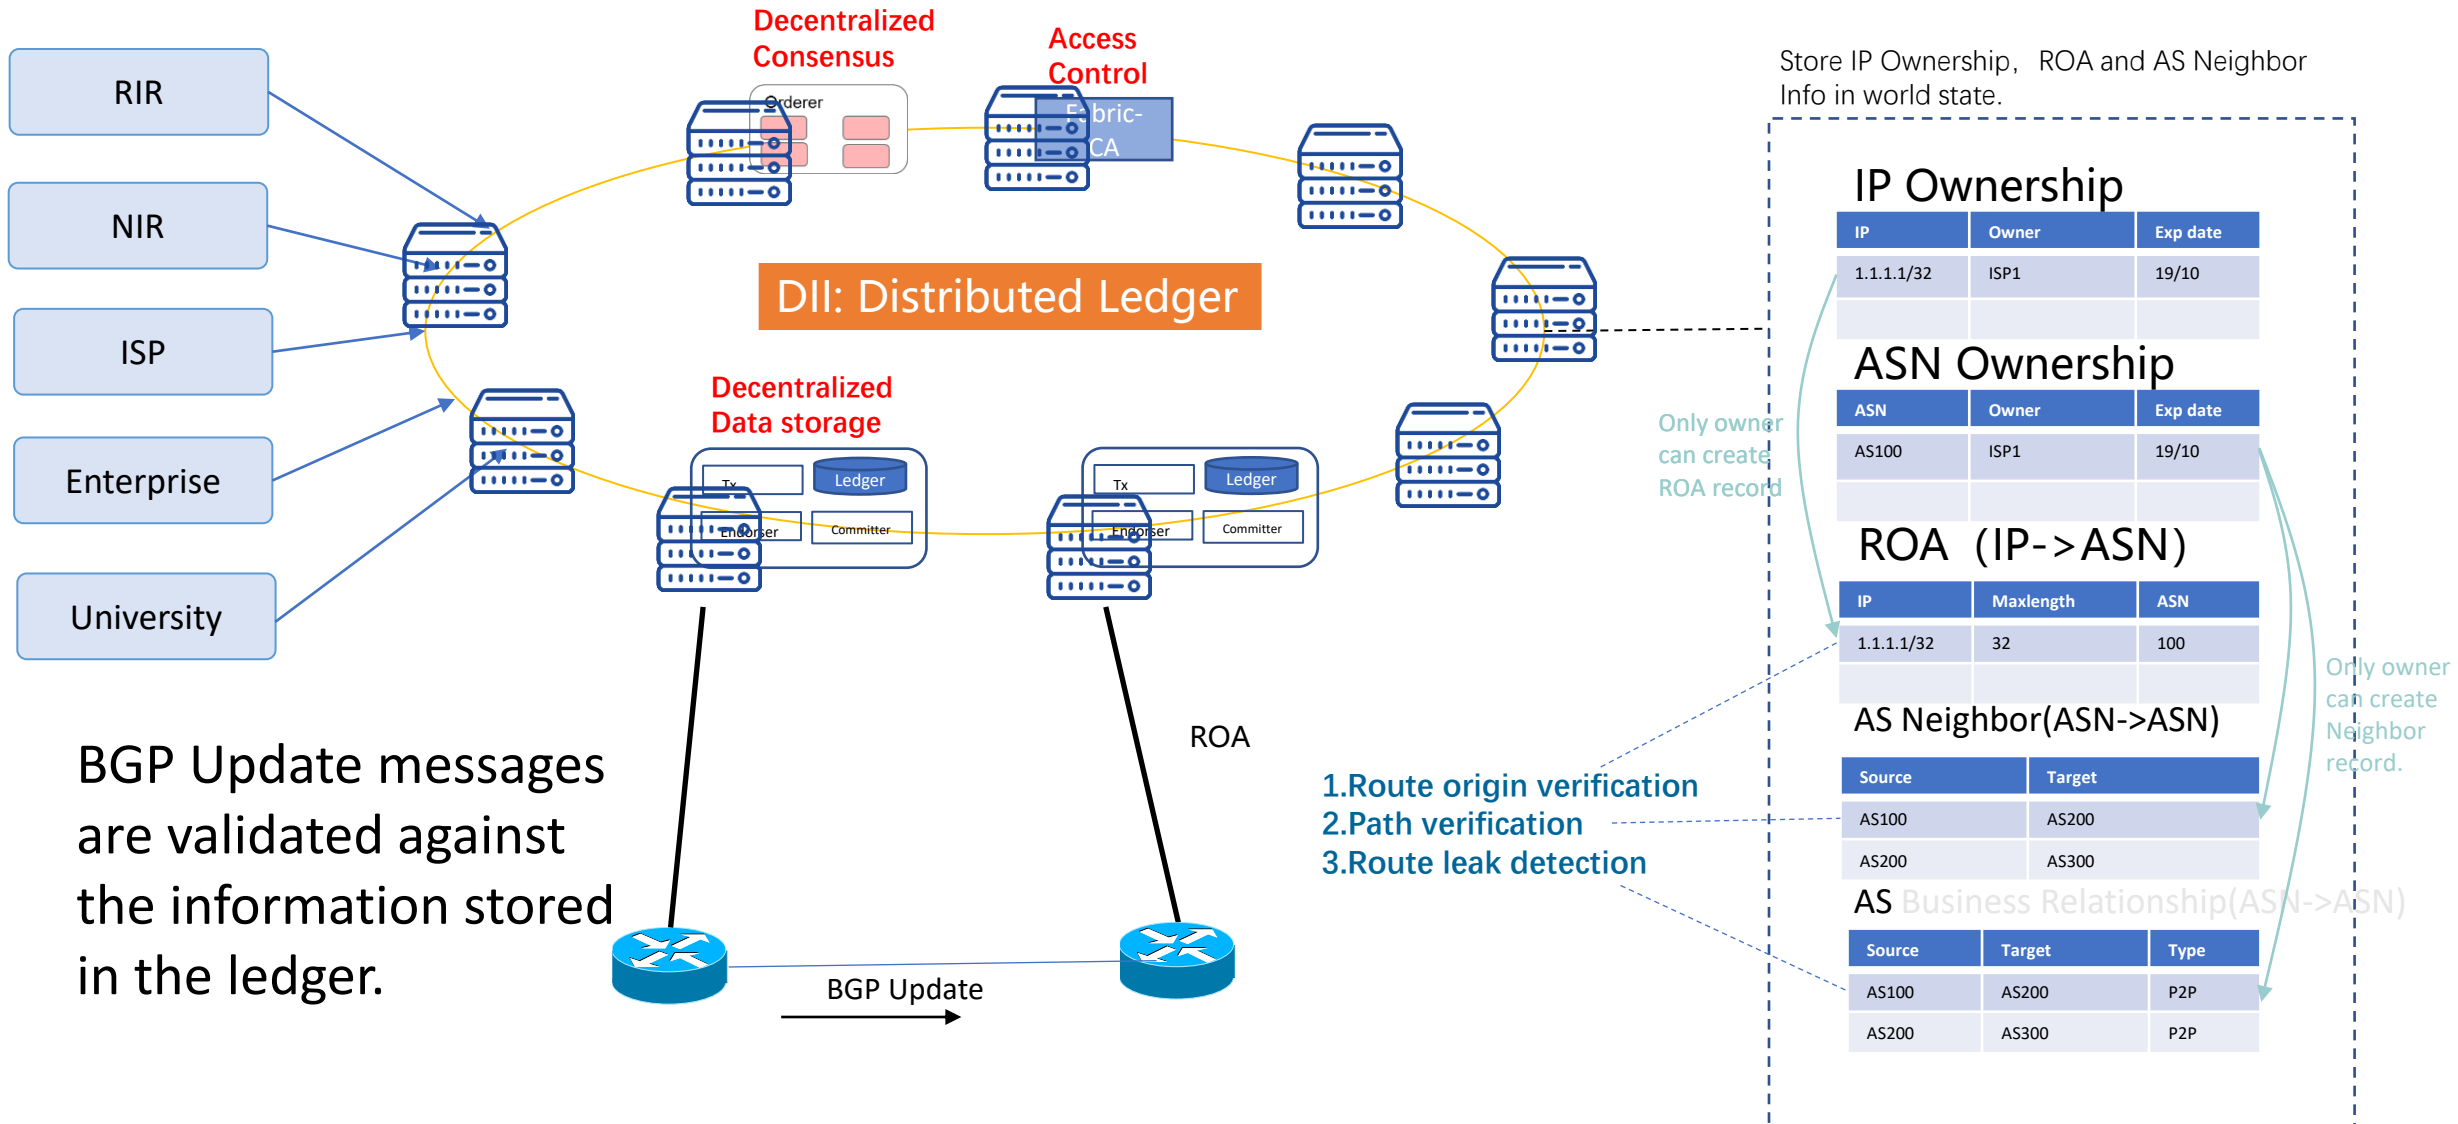 RIR
NIR
ISP
Enterprise
University
BGP Update messages
are validated against
the information stored
in the ledger.
Decentralized
Consensus
Orderer
Access
Control
Fabric-
CA
DII: Distributed Ledger
Decentralized
Data storage
Tx
Ledger
Endorser
Committer
Tx
Ledger
Endorser
Committer
ROA
BGP Update
1.Route origin verification
2.Path verification
3.Route leak detection
Store IP Ownership, ROA and AS Neighbor
Info in world state.
IP Ownership
IP Owner Exp date
1.1.1.1/32 ISP1 19/10
ASN Ownership
ASN Owner Exp date
AS100 ISP1 19/10
Only owner
can create
ROA record
ROA (IP->ASN)
IP Maxlength ASN
1.1.1.1/32 32 100
AS Neighbor(ASN->ASN)
Source Target
AS100 AS200
AS200 AS300
Only owner
can create
Neighbor
record.
AS Business Relationship(ASN->ASN)
Source Target Type
AS100 AS200 P2P
AS200 AS300 P2P